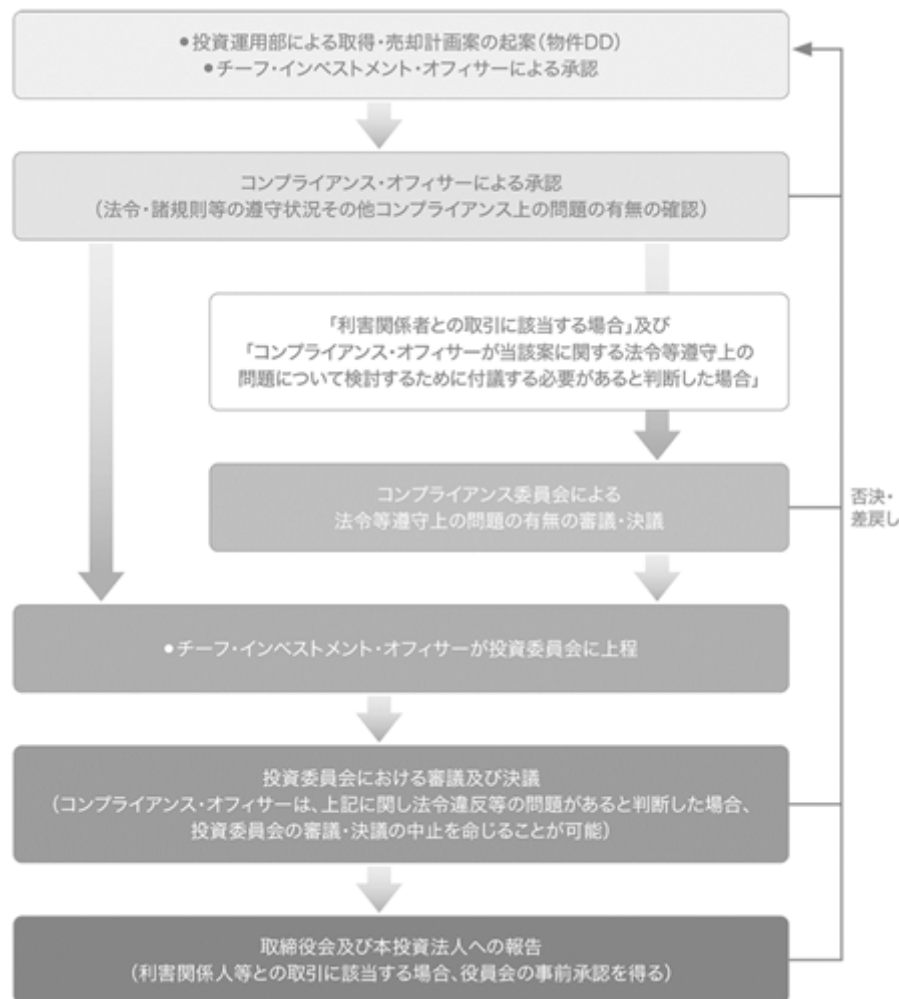 ●投資運用部による取得・売却計画案の起案(物件DD)
●チーフ・インベストメント・オフィサーによる承認
コンプライアンス・オフィサーによる承認
(法令・諸規則等の遵守状況その他コンプライアンス上の問題の有無の確認)
「利害関係者との取引に該当する場合」及び
「コンプライアンス・オフィサーが当該案に関する法令等遵守上の
問題について検討するために付議する必要があると判断した場合」
コンプライアンス委員会による
法令等遵守上の問題の有無の審議・決議
否決・
差戻し
●チーフ・インベストメント・オフィサーが投資委員会に上程
投資委員会における審議及び決議
(コンプライアンス・オフィサーは、上記に関し法令違反等の問題があると判断した場合、
投資委員会の審議・決議の中止を命じることが可能)
取締役会及び本投資法人への報告
(利害関係人等との取引に該当する場合、役員会の事前承認を得る)